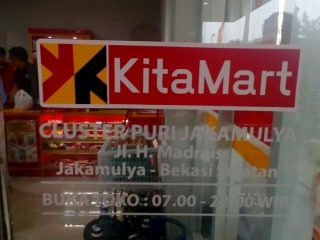 KitaMart
CLUSTER PURI JAKAMULYA
Jl. H. Madrais
Jakamulya - Bekasi Selatan
BUKA TOKO : 07.00 - 22.00 WIB